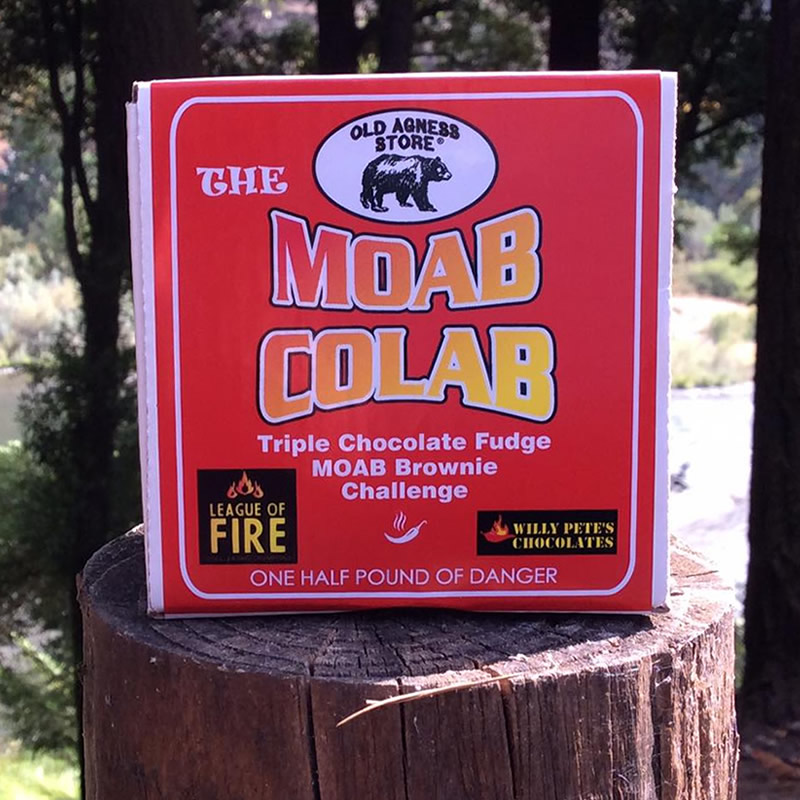 OLD AGNESS
STORE®
THE
MOAB
COLAB
Triple Chocolate Fudge
MOAB Brownie
Challenge
LEAGUE OF
FIRE
WILLY PETE'S
CHOCOLATES
ONE HALF POUND OF DANGER